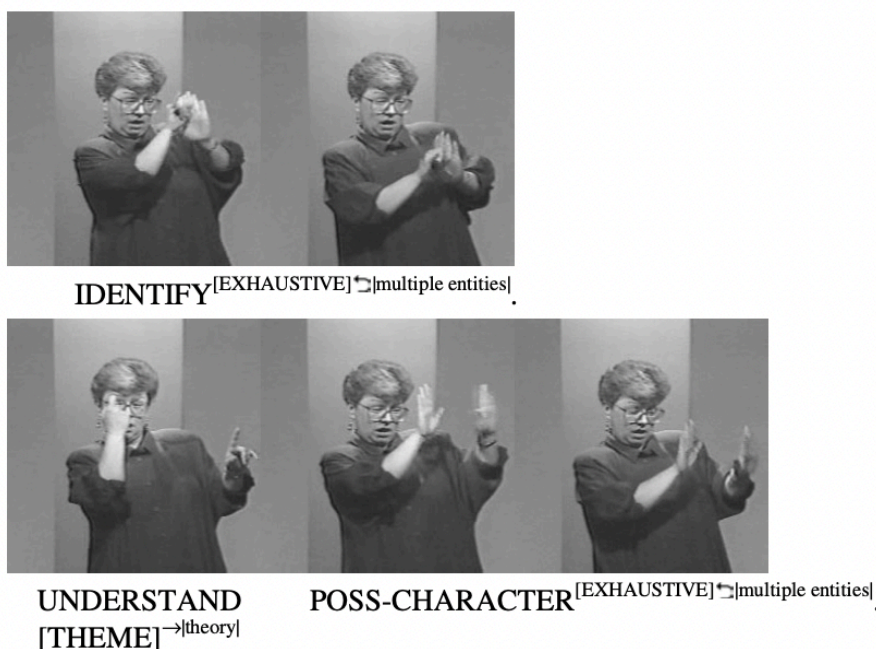 IDENTIFY[EXHAUSTIVE]⮌|multiple entities|.
UNDERSTAND POSS-CHARACTER[EXHAUSTIVE]⮌|multiple entities|.
[THEME]→|theory|